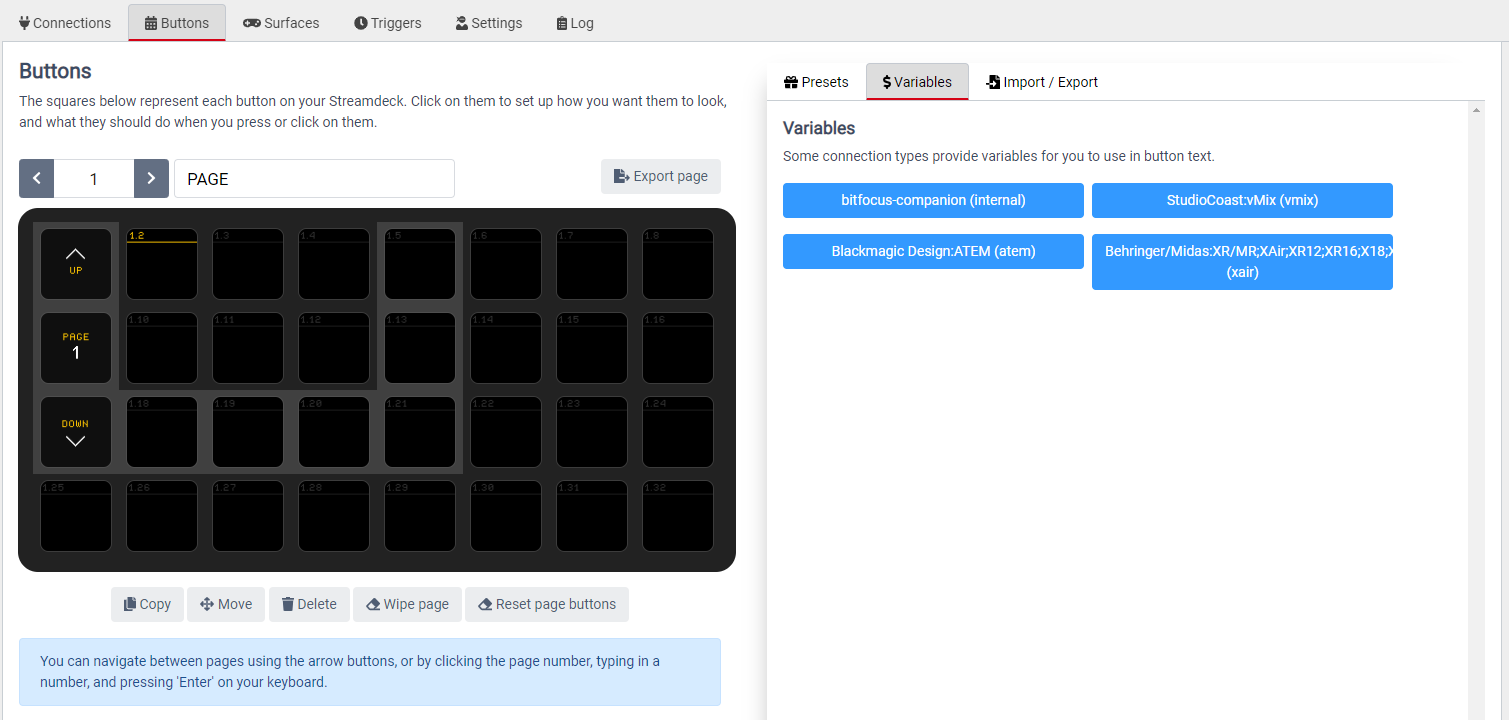 Connections
Buttons
Surfaces
Triggers
Settings
Log
Buttons
The squares below represent each button on your Streamdeck. Click on them to set up how you want them to look,
and what they should do when you press or click on them.
1
PAGE
Export page
UP
1.2
1.3
1.4
1.5
1.6
1.7
1.8
PAGE
1
1.10
1.11
1.12
1.13
1.14
1.15
1.16
DOWN
1.18
1.19
1.20
1.21
1.22
1.23
1.24
1.25
1.26
1.27
1.28
1.29
1.30
1.31
1.32
Copy
Move
Delete
Wipe page
Reset page buttons
You can navigate between pages using the arrow buttons, or by clicking the page number, typing in a
number, and pressing 'Enter' on your keyboard.
Presets
$ Variables
Import / Export
Variables
Some connection types provide variables for you to use in button text.
bitfocus-companion (internal)
StudioCoast:vMix (vmix)
Blackmagic Design:ATEM (atem)
Behringer/Midas:XR/MR;XAir;XR12;XR16;X18;X
(xair)